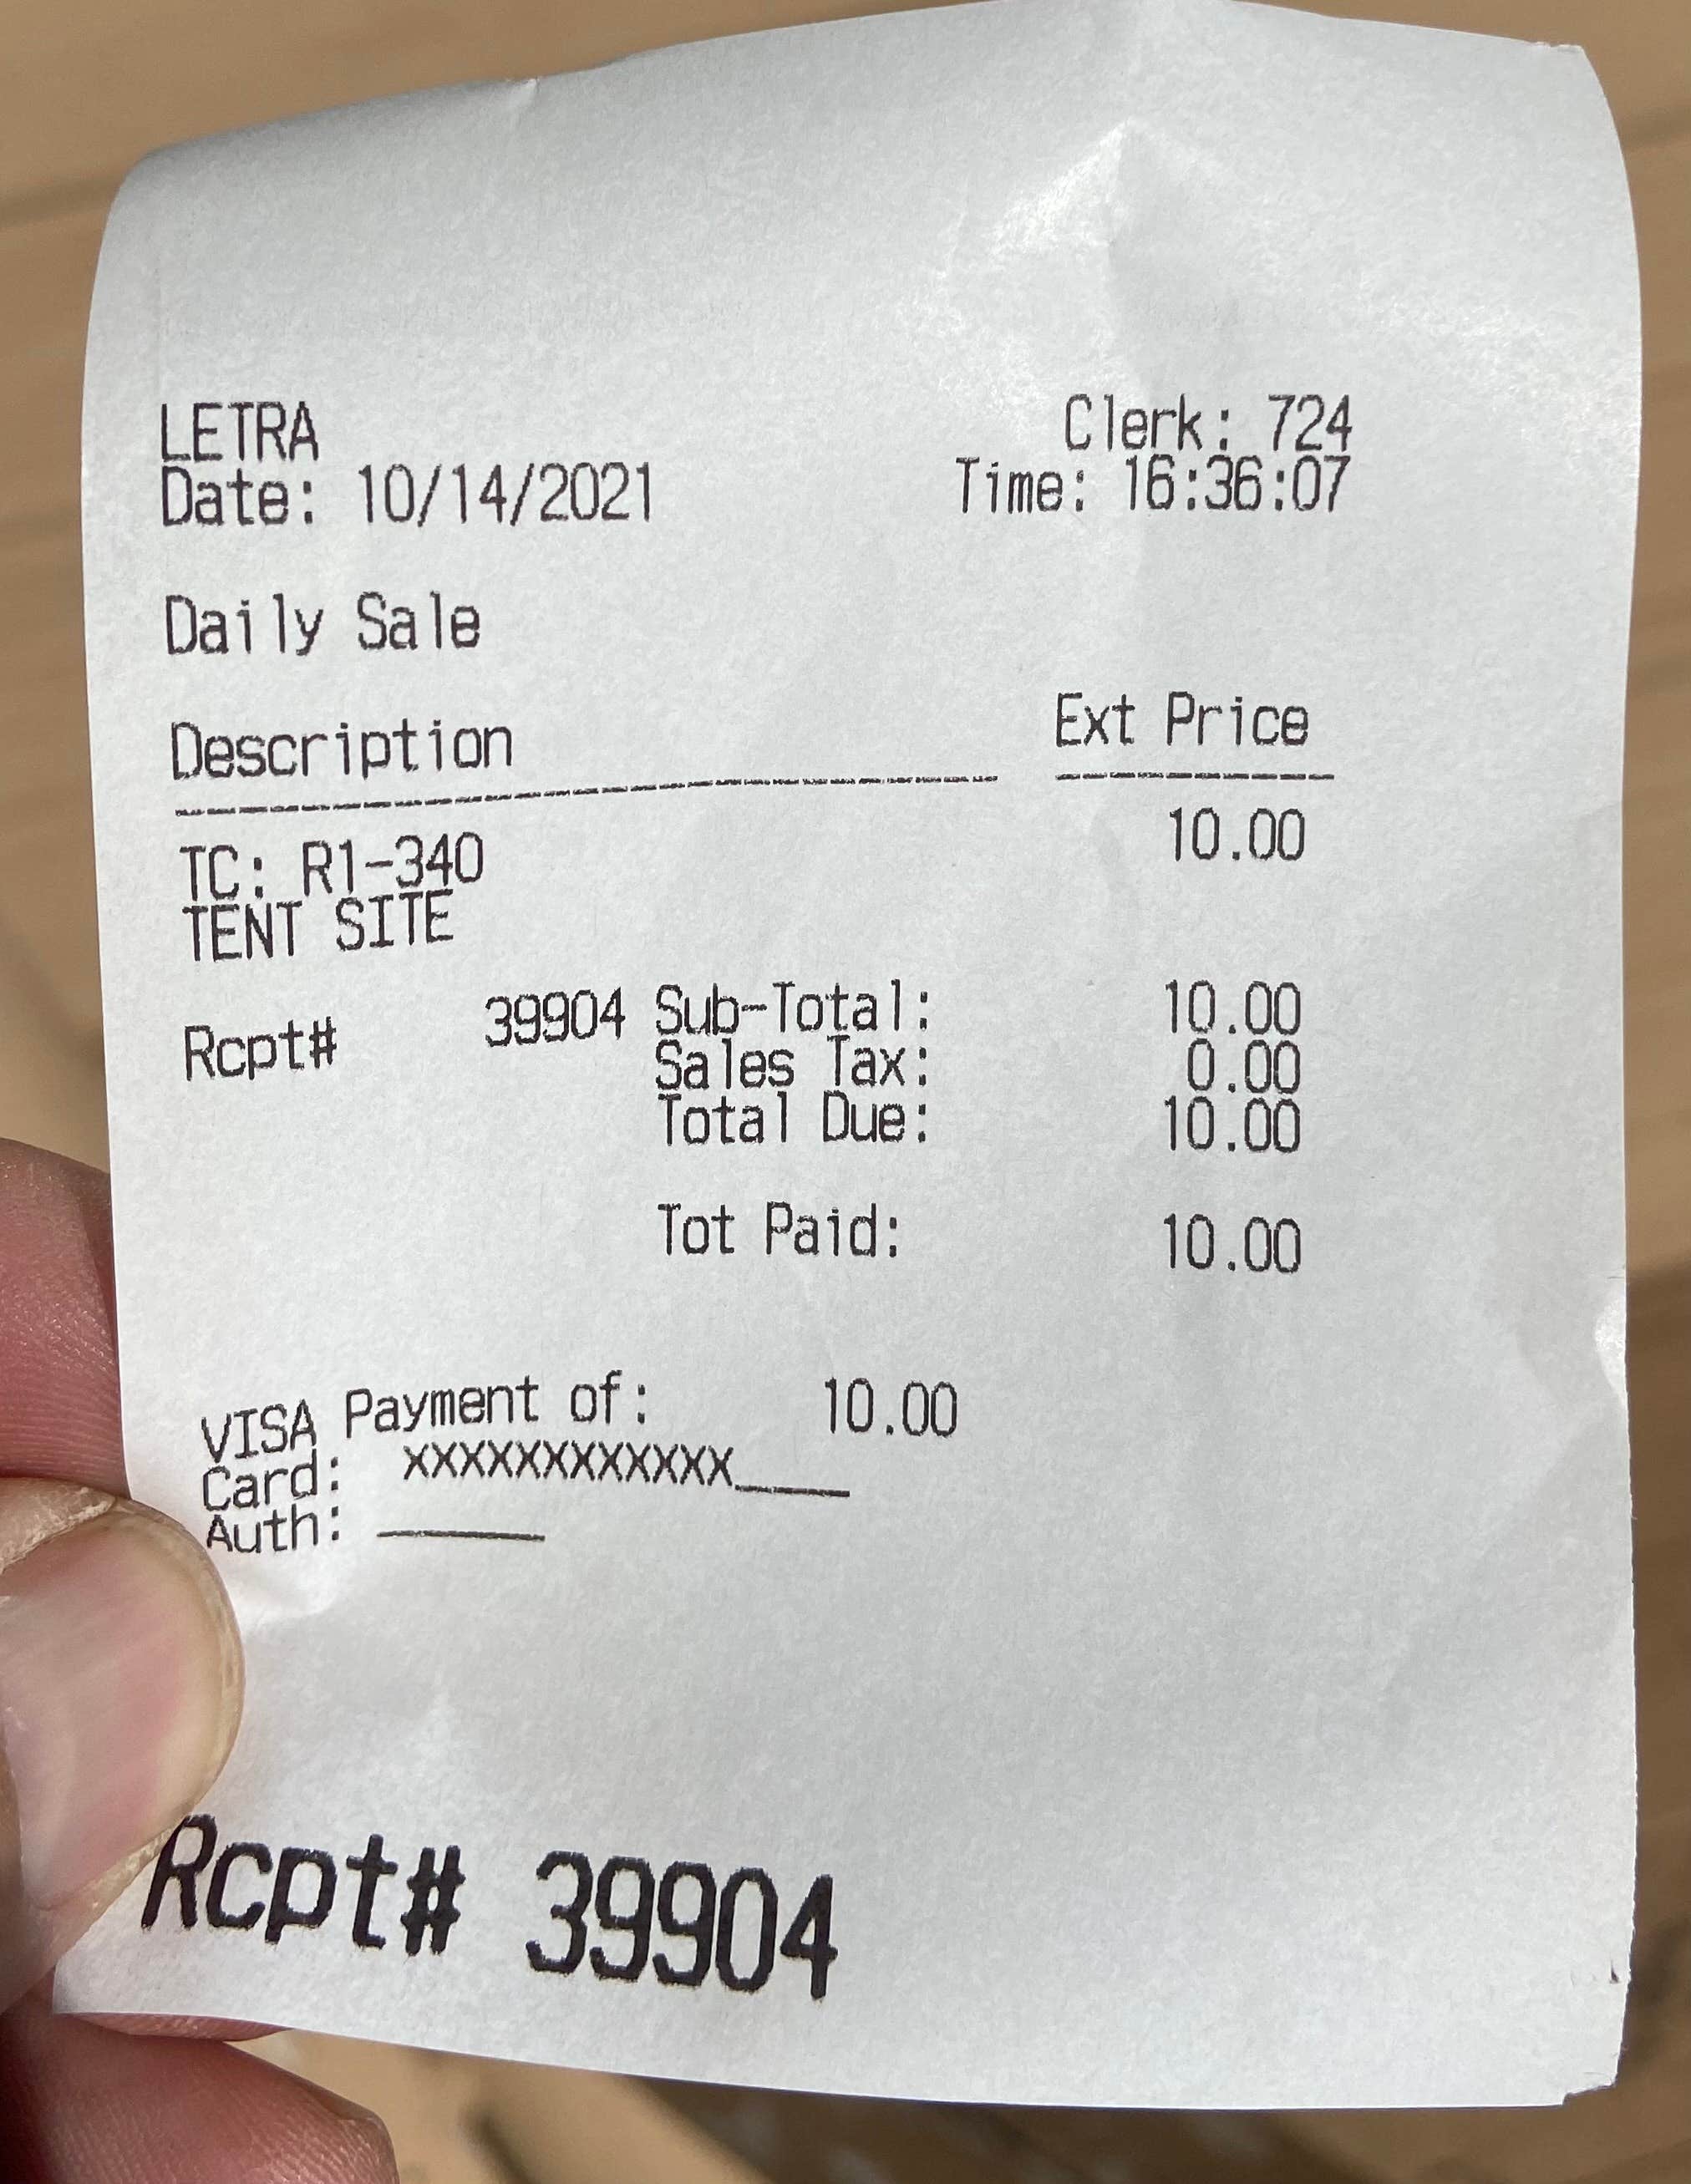 LETRA Clerk: 724
Date: 10/14/2021 Time: 16:36:07
Daily Sale
Description Ext Price
TC: R1-340 10.00
TENT SITE
Rcpt# 39904 Sub-Total: 10.00
Sales Tax: 0.00
Total Due: 10.00
Tot Paid: 10.00
VISA Payment of: 10.00
Card: XXXXXXXXXXXX____
Auth: ______
Rcpt# 39904